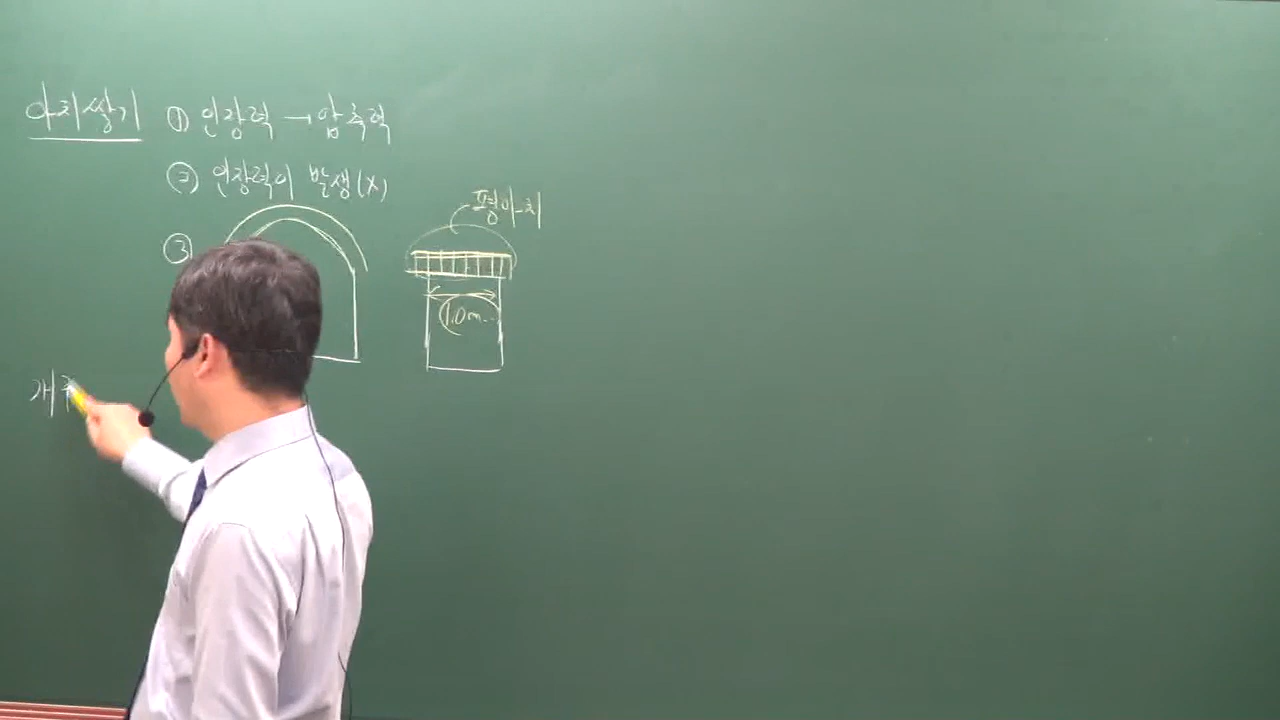 아치쌓기 ① 인장력 → 압축력
② 인장력이 발생(x)
③
평아치
1.0m
개